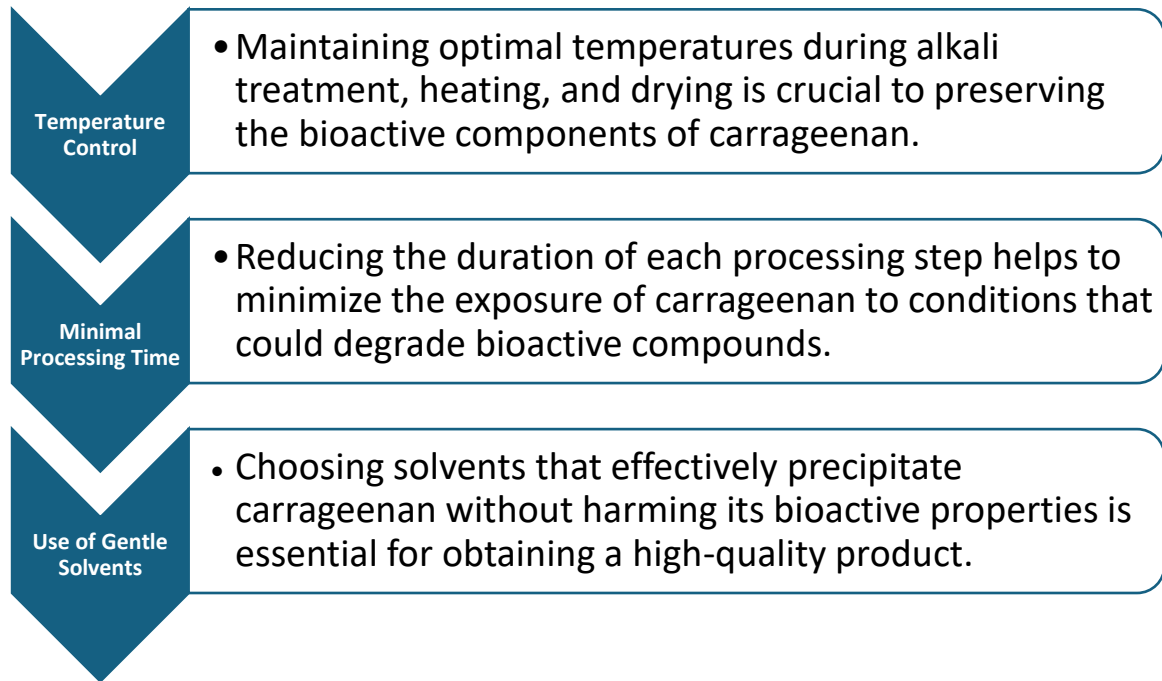 Temperature
Control
•Maintaining optimal temperatures during alkali
treatment, heating, and drying is crucial to preserving
the bioactive components of carrageenan.
Minimal
Processing Time
•Reducing the duration of each processing step helps to
minimize the exposure of carrageenan to conditions that
could degrade bioactive compounds.
Use of Gentle
Solvents
• Choosing solvents that effectively precipitate
carrageenan without harming its bioactive properties is
essential for obtaining a high-quality product.